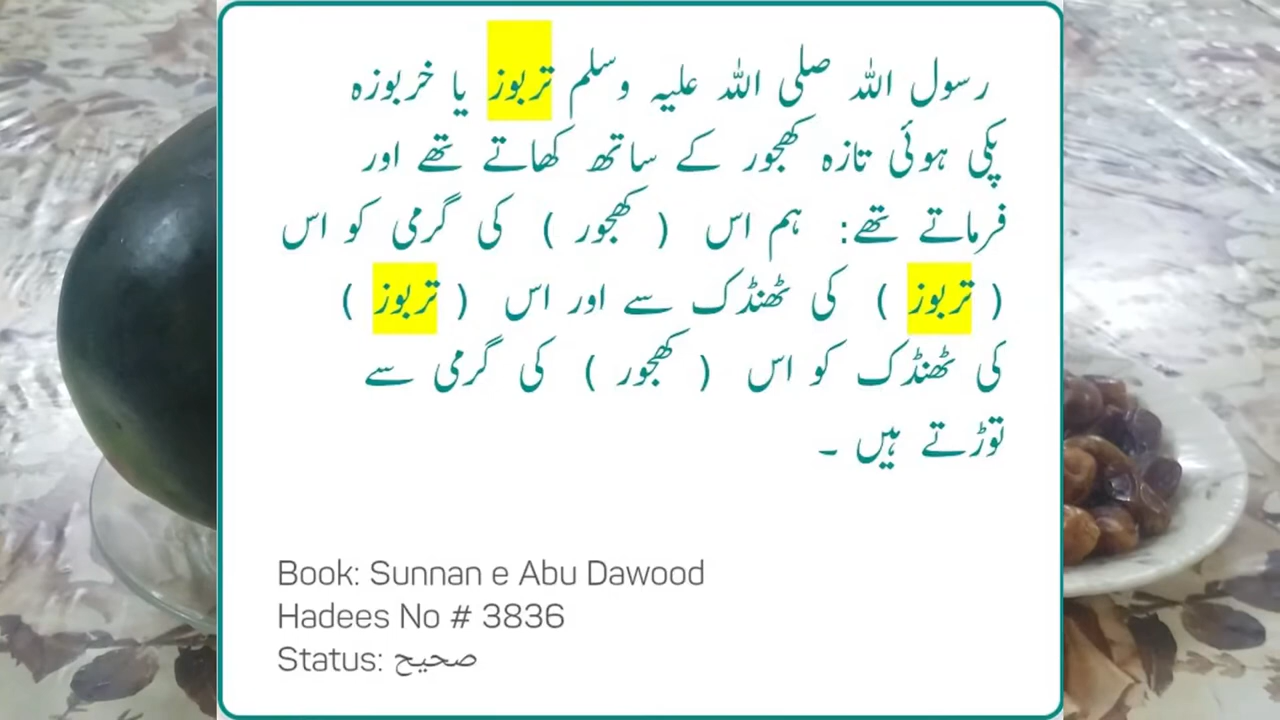 رسول اللہ صلی اللہ علیہ وسلم تربوز یا خربوزہ
پکی ہوئی تازہ کھجور کے ساتھ کھاتے تھے اور
فرماتے تھے: ہم اس ( کھجور ) کی گرمی کو اس
( تربوز ) کی ٹھنڈک سے اور اس ( تربوز )
کی ٹھنڈک کو اس ( کھجور ) کی گرمی سے
توڑتے ہیں ۔
Book: Sunnan e Abu Dawood
Hadees No # 3836
Status: صحیح